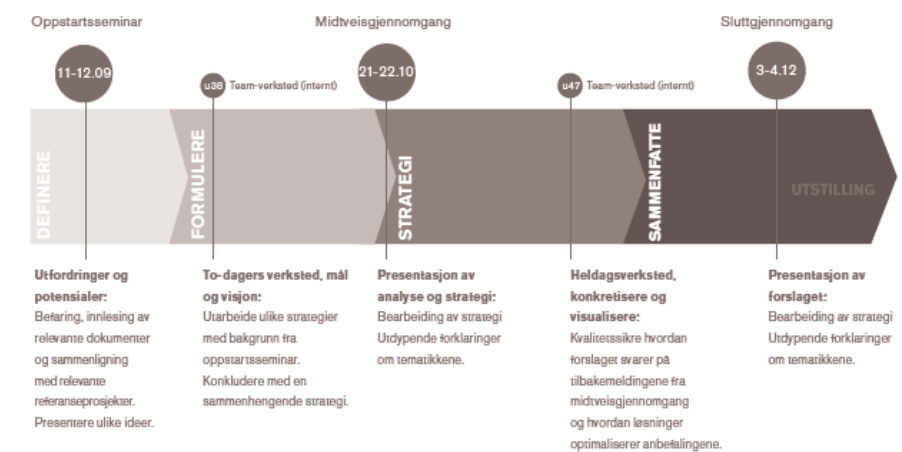 Oppstartsseminar
Midtveisgjennomgang
Sluttgjennomgang
11-12.09
u38 Team-verksted (internt)
21-22.10
u47 Team-verksted (internt)
3-4.12
DEFINERE
FORMULERE
STRATEGI
SAMMENFATTE
UTSTILLING
Utfordringer og
potensialer:
Befaring, innlesing av
relevante dokumenter
og sammenligning
med relevante
referanseprosjekter.
Presentere ulike ideer.
To-dagers verksted, mål
og visjon:
Utarbeide ulike strategier
med bakgrunn fra
oppstartsseminar.
Konkludere med en
sammenhengende strategi.
Presentasjon av
analyse og strategi:
Bearbeiding av strategi
Utdypende forklaringer
om tematikkene.
Heldagsverksted,
konkretisere og
visualisere:
Kvalitetssikre hvordan
forslaget svarer på
tilbakemeldingene fra
midtveisgjennomgang
og hvordan løsninger
optimaliserer anbefalingene.
Presentasjon av
forslaget:
Bearbeiding av strategi
Utdypende forklaringer
om tematikkene.